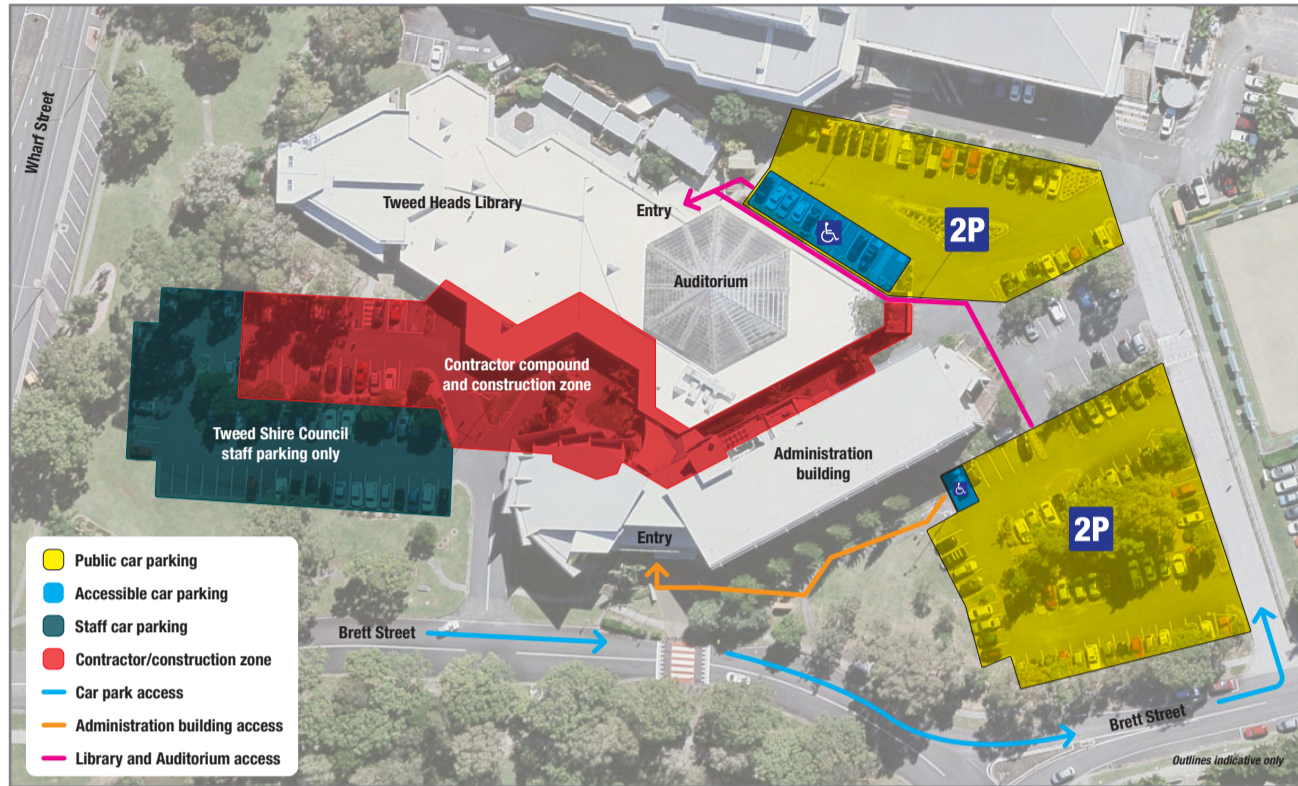 Wharf Street
Tweed Heads Library
Entry
2P
Auditorium
Contractor compound
and construction zone
Tweed Shire Council
staff parking only
Administration
building
2P
Entry
Public car parking
Accessible car parking
Staff car parking
Contractor/construction zone
Car park access
Administration building access
Library and Auditorium access
Brett Street
Brett Street
Outlines indicative only